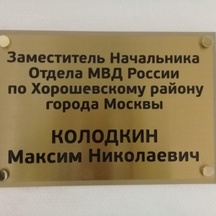 Заместитель Начальника
Отдела МВД России
по Хорошевскому району
города Москвы
КОЛОДКИН
Максим Николаевич